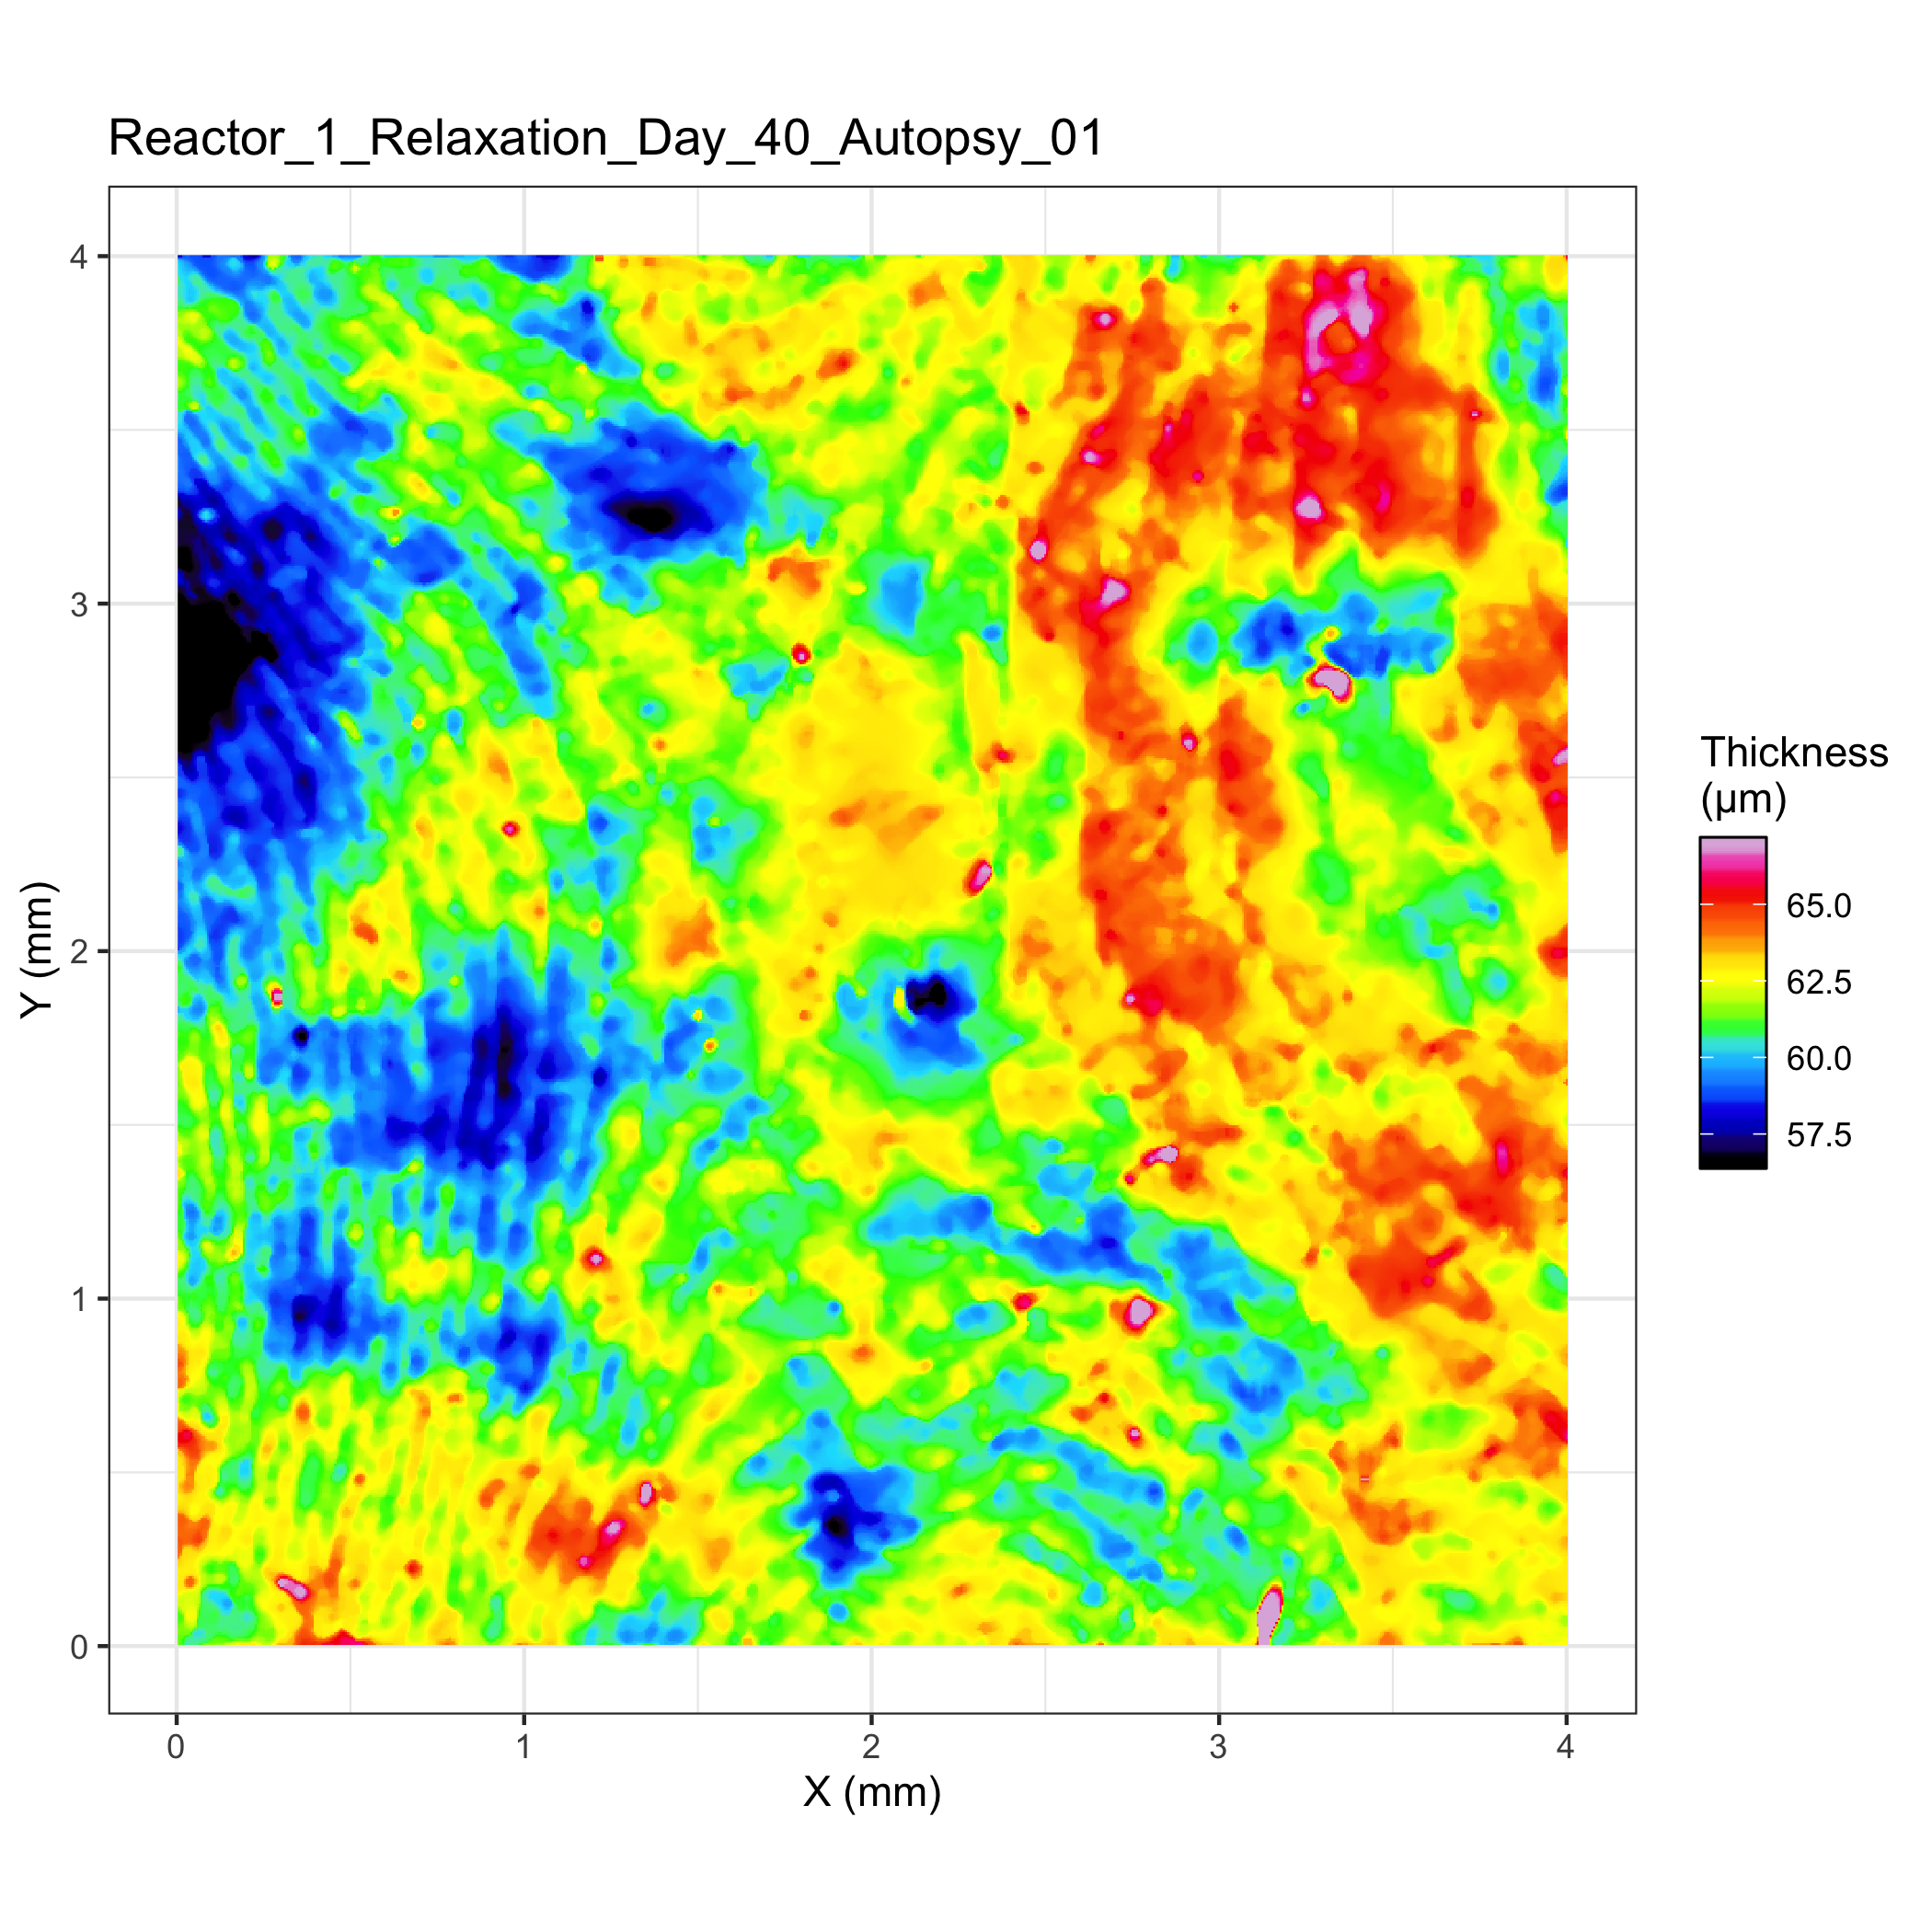 Reactor_1_Relaxation_Day_40_Autopsy_01
4
3
2
1
0
Y (mm)
0
1
2
3
4
X (mm)
Thickness
(µm)
65.0
62.5
60.0
57.5